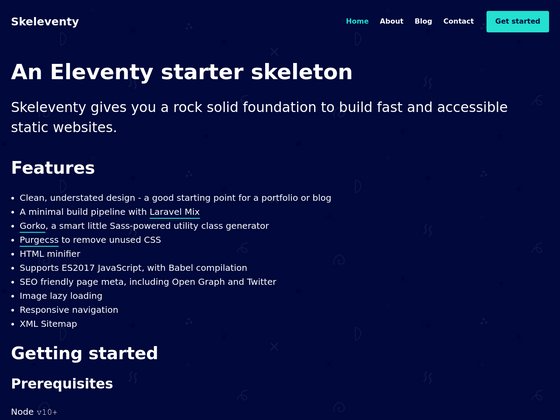 Skeleventy
Home About Blog Contact Get started
An Eleventy starter skeleton
Skeleventy gives you a rock solid foundation to build fast and accessible
static websites.
Features
• Clean, understated design - a good starting point for a portfolio or blog
• A minimal build pipeline with Laravel Mix
• Gorko, a smart little Sass-powered utility class generator
• Purgecss to remove unused CSS
• HTML minifier
• Supports ES2017 JavaScript, with Babel compilation
• SEO friendly page meta, including Open Graph and Twitter
• Image lazy loading
• Responsive navigation
• XML Sitemap
Getting started
Prerequisites
Node v10+